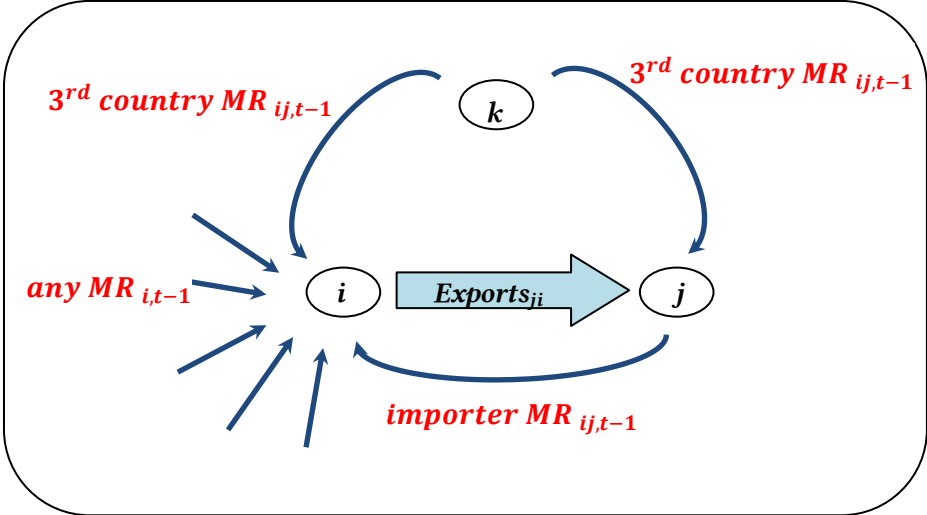 3rd country MR ij,t−1
3rd country MR ij,t−1
k
any MR i,t−1
i
Exportsji
j
importer MR ij,t−1